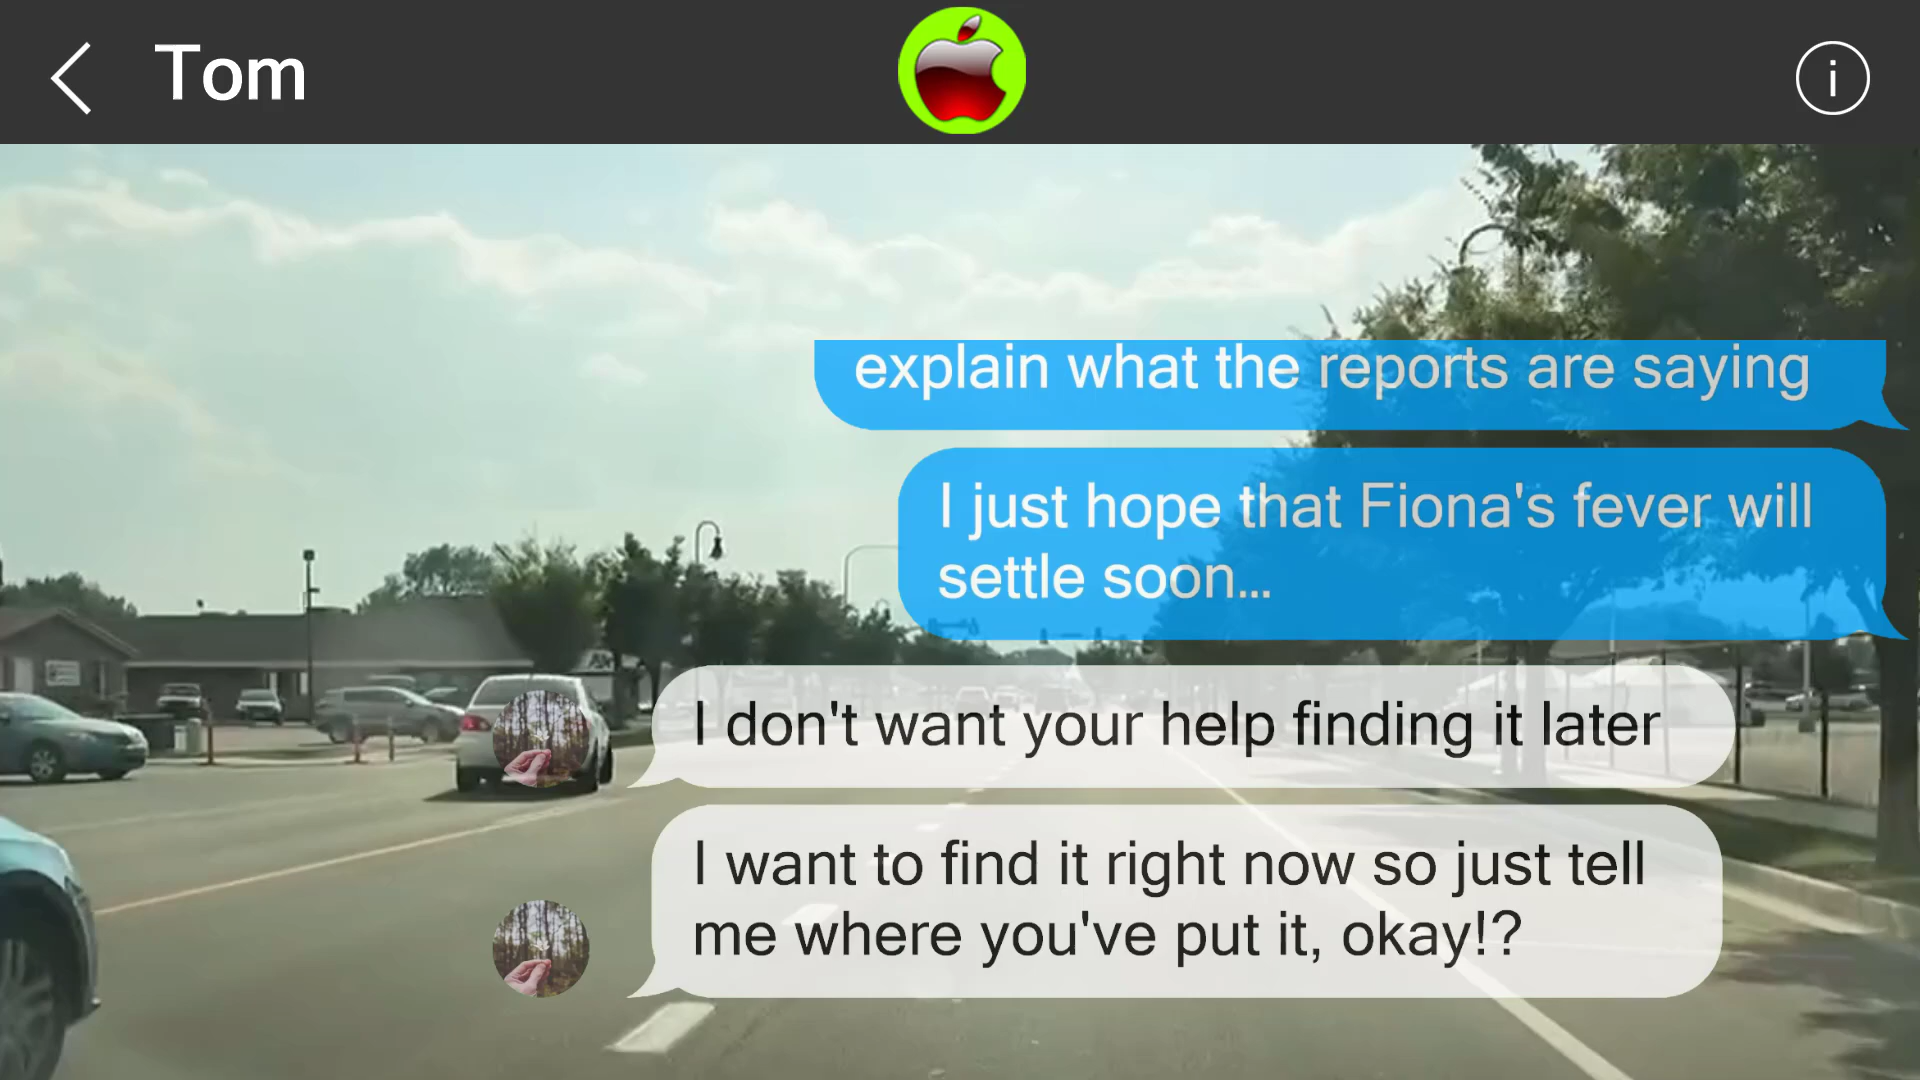 Tom
explain what the reports are saying
I just hope that Fiona's fever will
settle soon...
I don't want your help finding it later
I want to find it right now so just tell
me where you've put it, okay!?